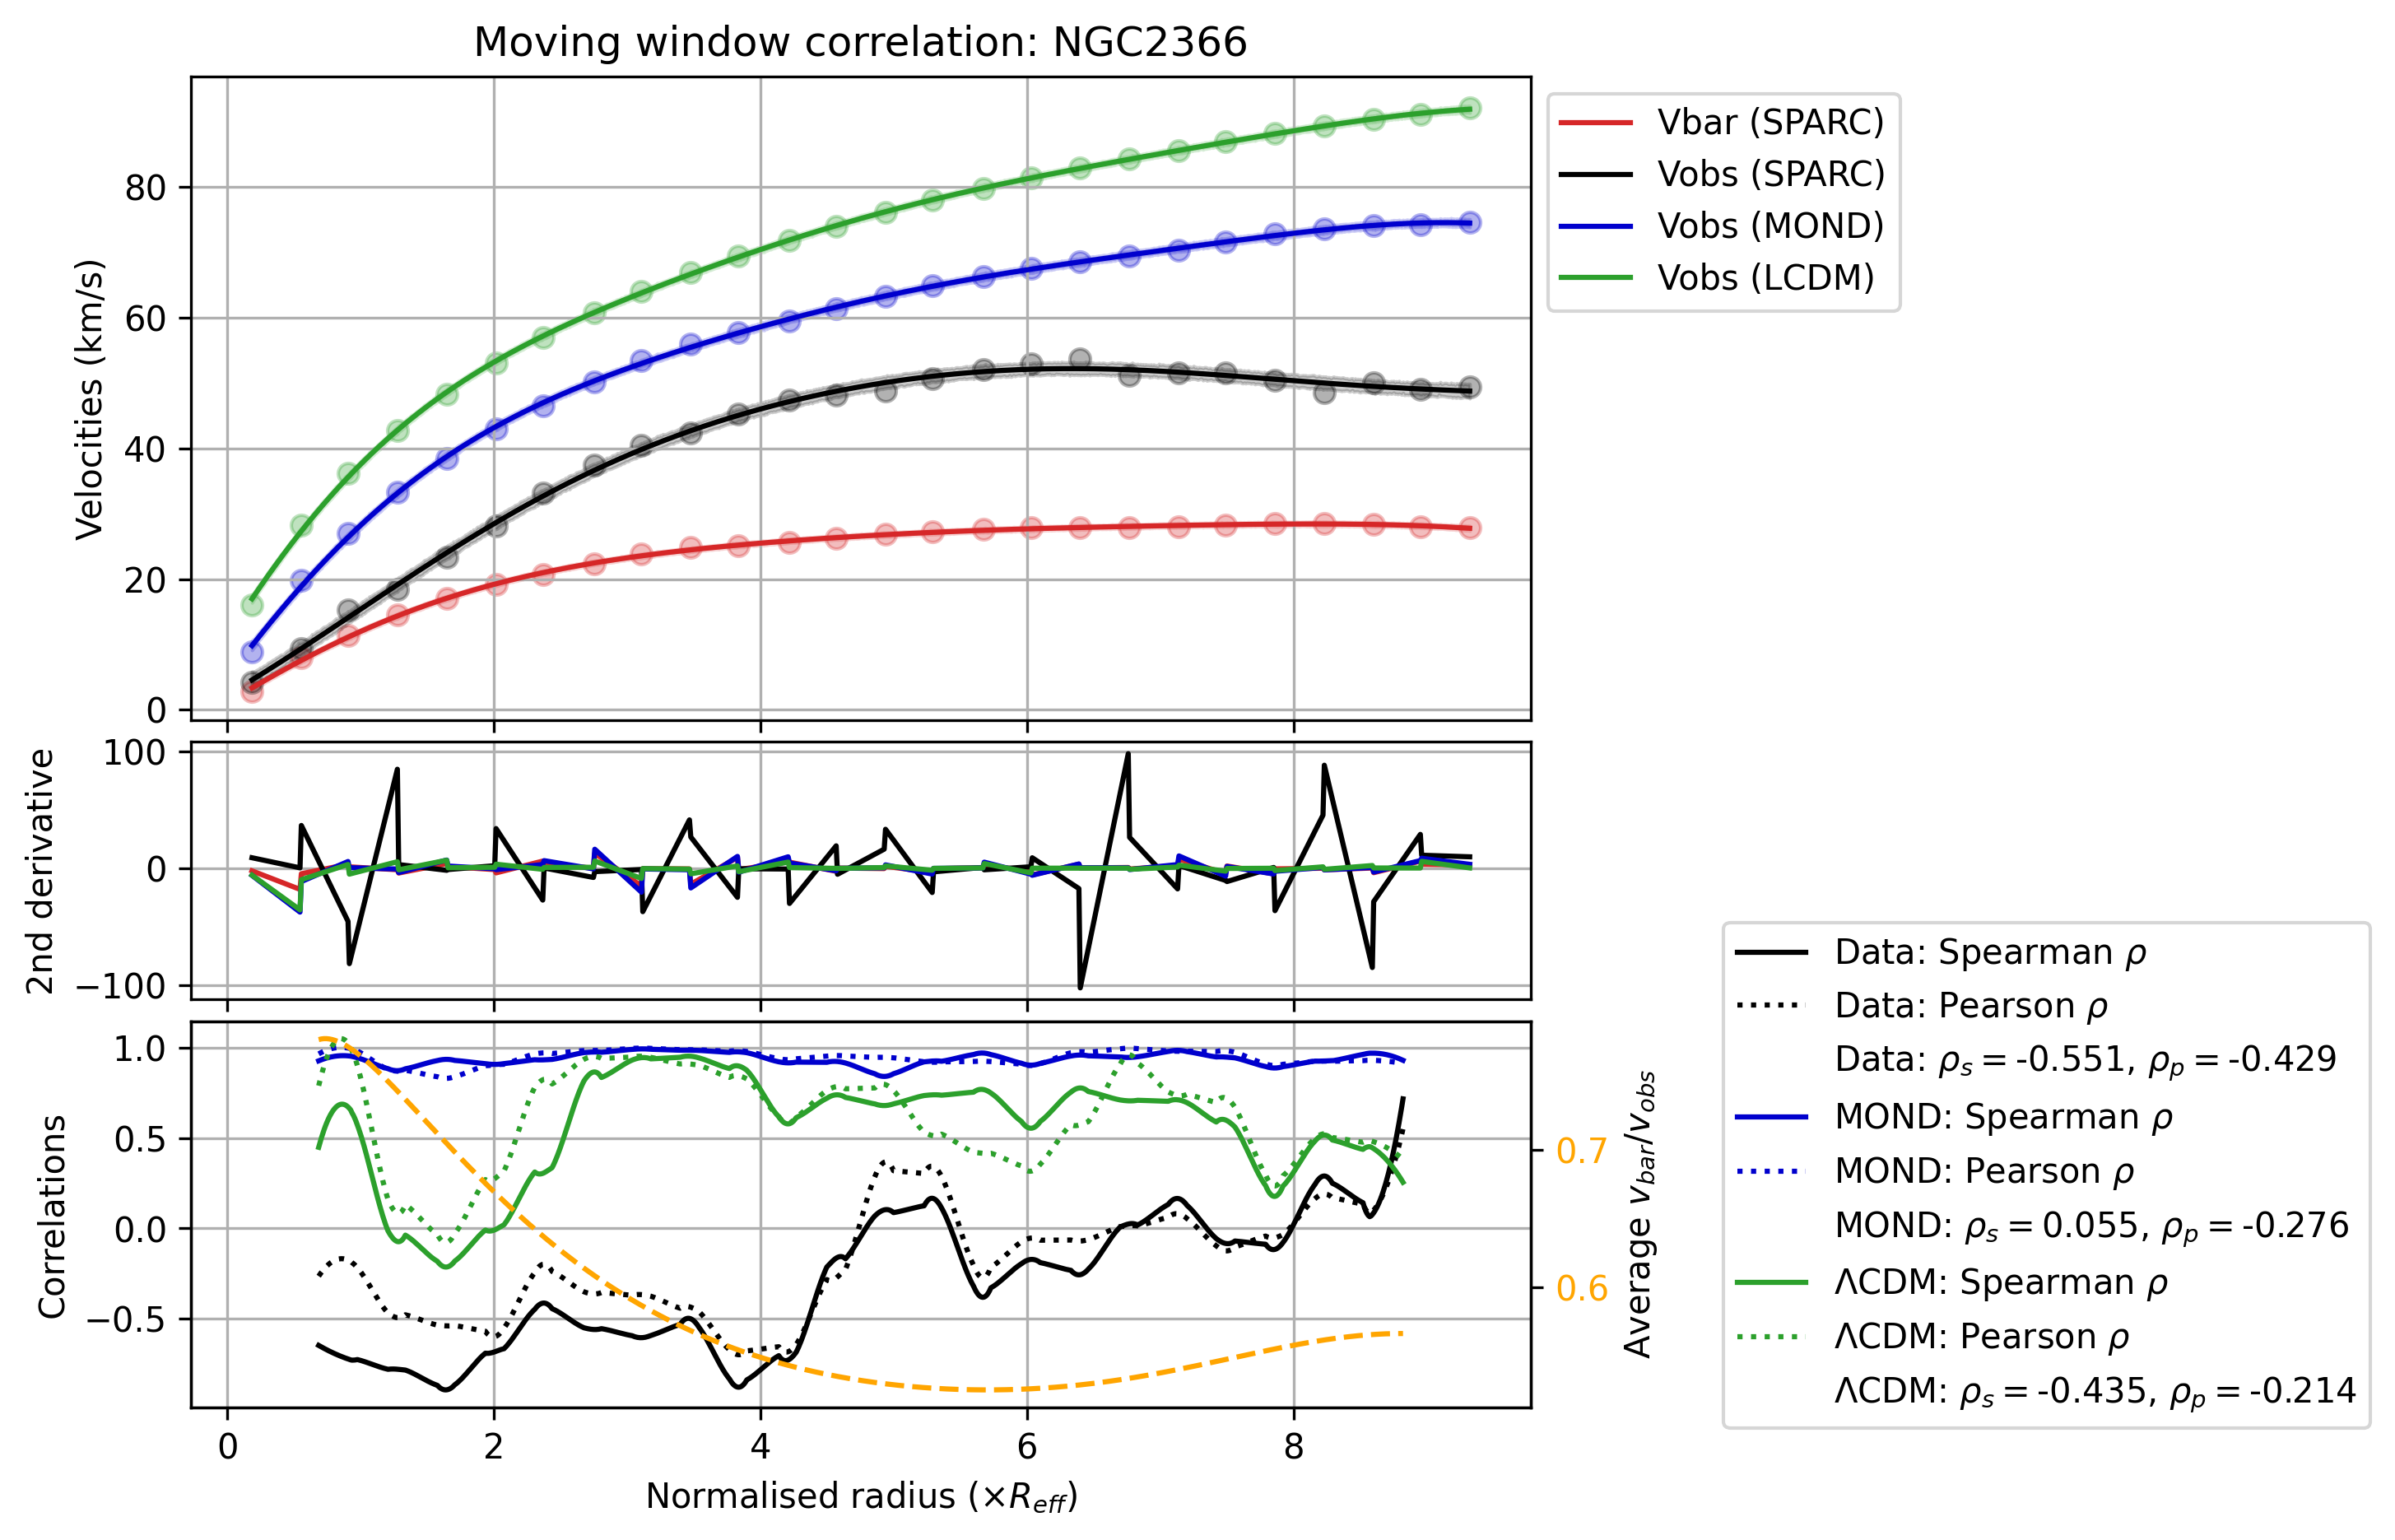 Moving window correlation: NGC2366
Velocities (km/s)
80
60
40
20
0
Vbar (SPARC)
Vobs (SPARC)
Vobs (MOND)
Vobs (LCDM)
2nd derivative
100
0
−100
Correlations
1.0
0.5
0.0
−0.5
0.7
0.6
Average v_bar/v_obs
0 2 4 6 8
Normalised radius (×R_eff)
Data: Spearman ρ
Data: Pearson ρ
Data: ρ_s = -0.551, ρ_p = -0.429
MOND: Spearman ρ
MOND: Pearson ρ
MOND: ρ_s = 0.055, ρ_p = -0.276
ΛCDM: Spearman ρ
ΛCDM: Pearson ρ
ΛCDM: ρ_s = -0.435, ρ_p = -0.214